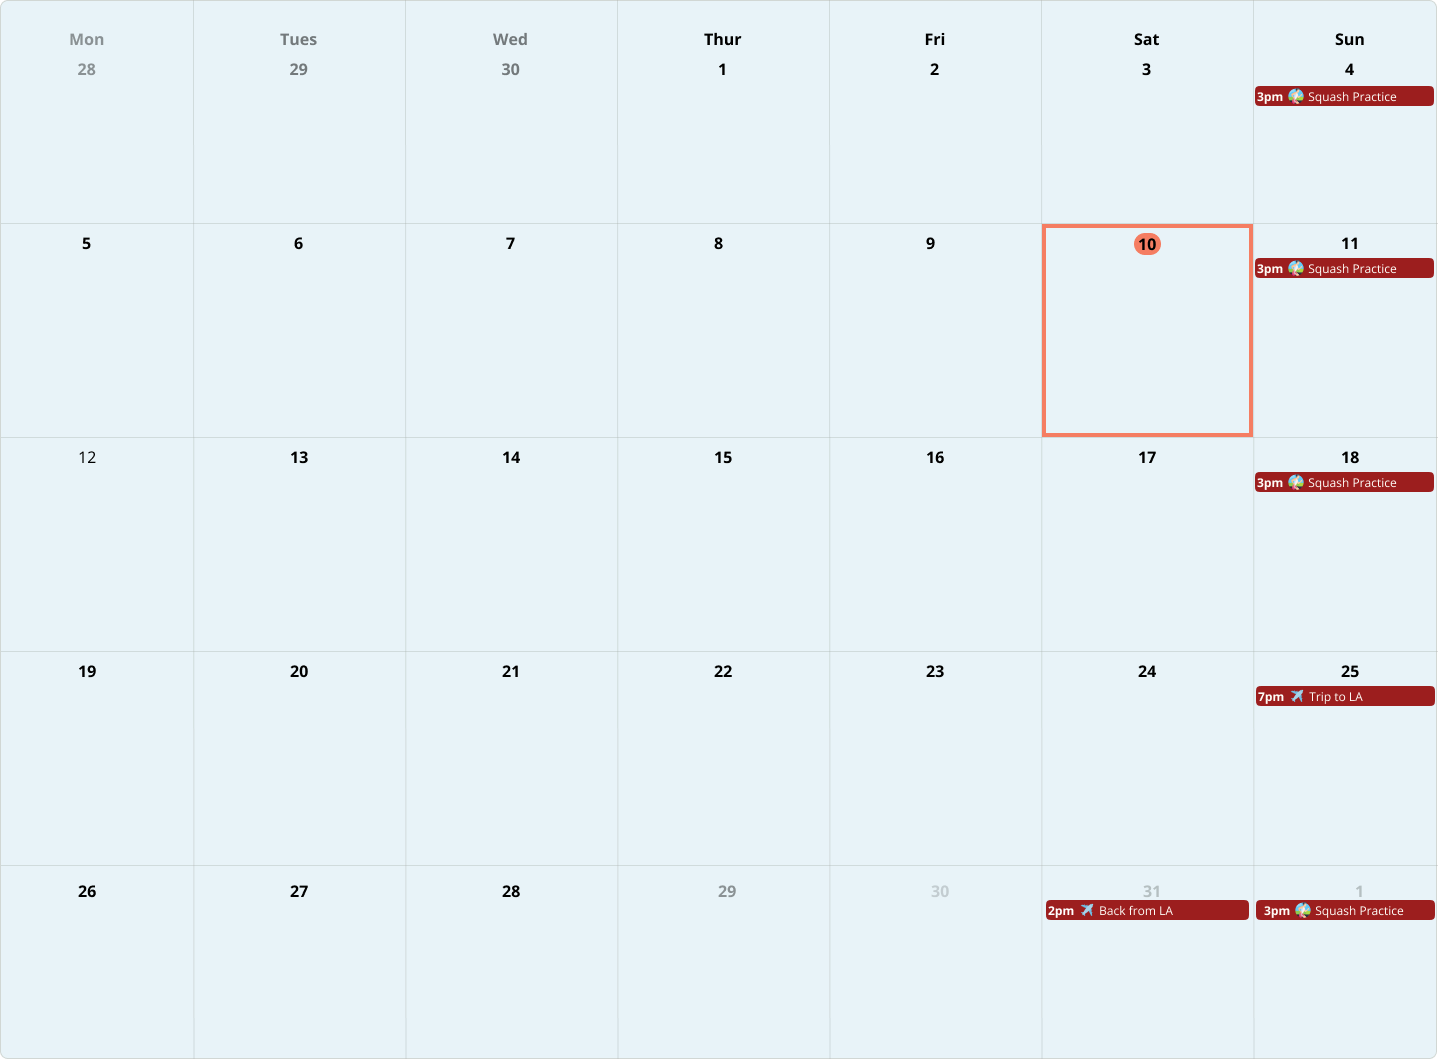 Mon Tues Wed Thur Fri Sat Sun
28 29 30 1 2 3 4
3pm Squash Practice
5 6 7 8 9 10 11
3pm Squash Practice
12 13 14 15 16 17 18
3pm Squash Practice
19 20 21 22 23 24 25
7pm Trip to LA
26 27 28 29 30 31 1
2pm Back from LA 3pm Squash Practice